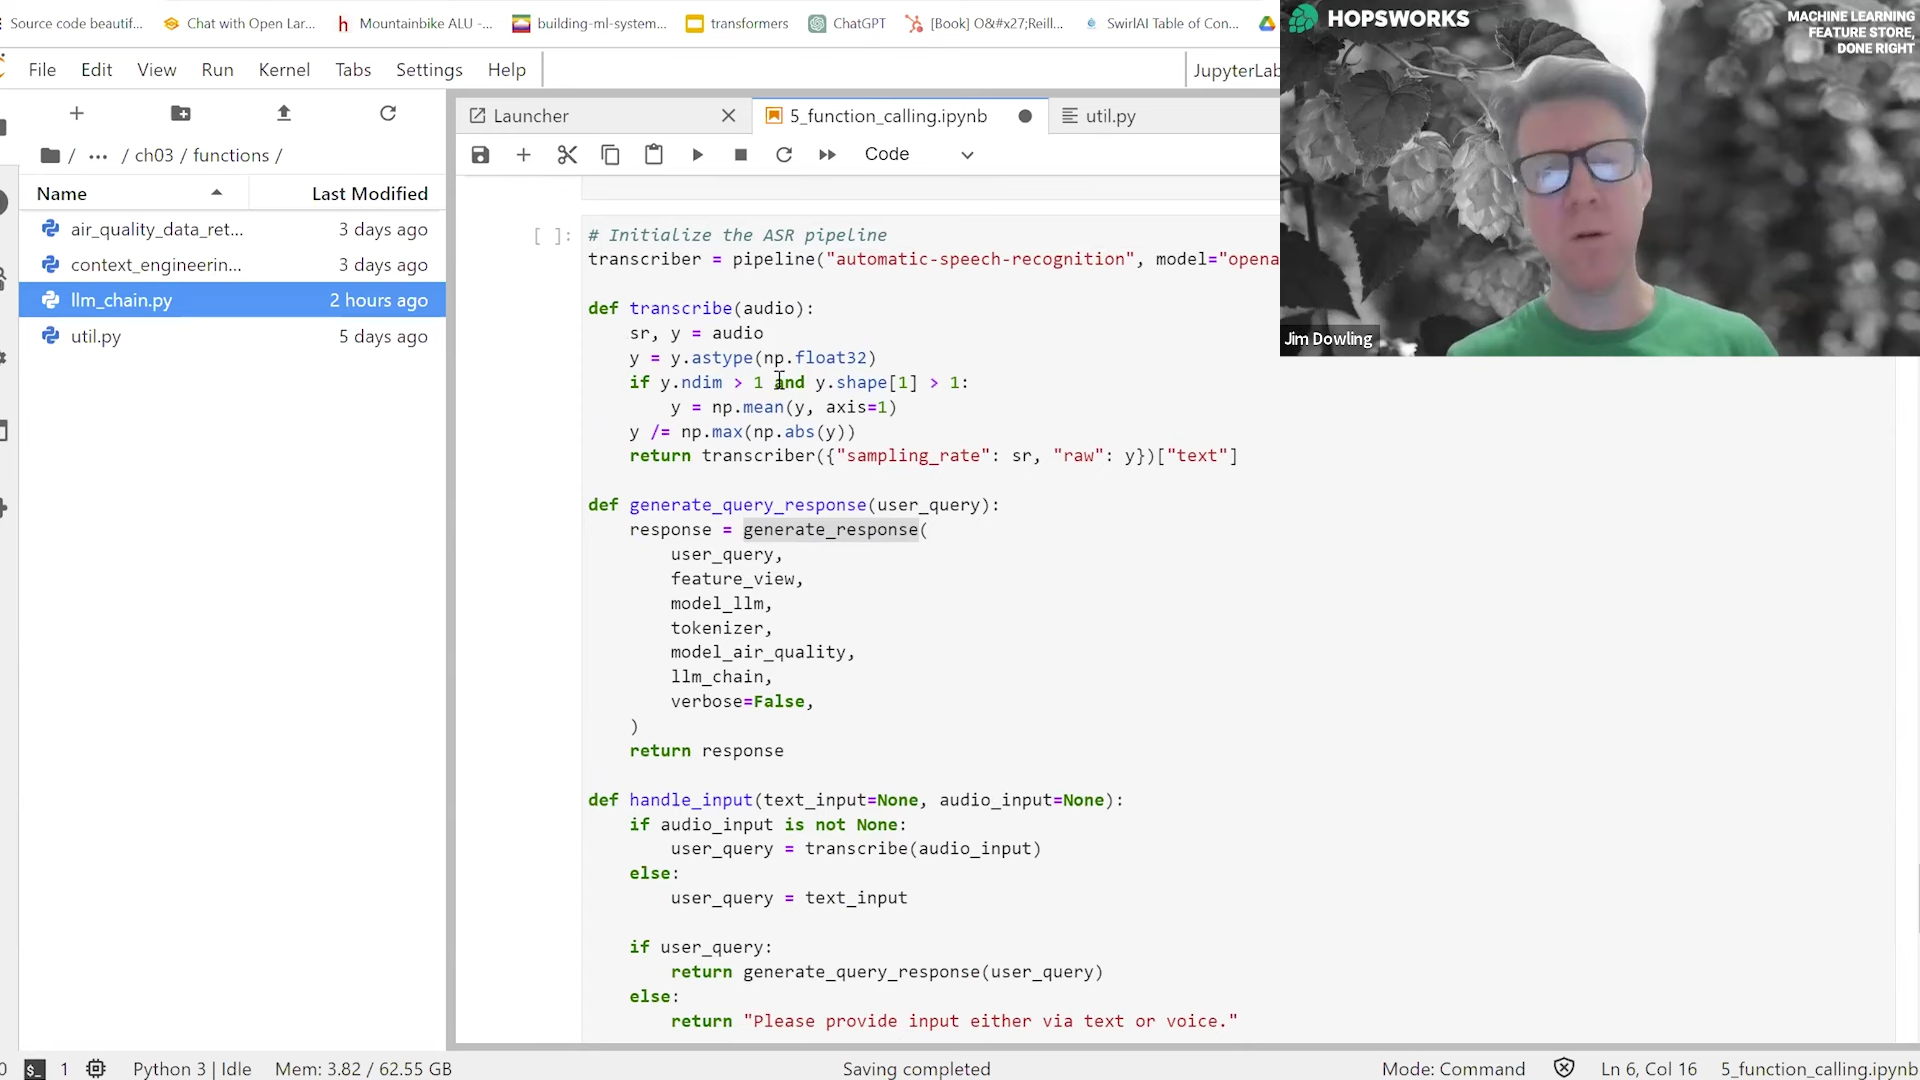 Source code beautif...
Chat with Open Lar...
Mountainbike ALU -...
building-ml-system...
transformers
ChatGPT
[Book] O&#x27;Reill...
SwirlAI Table of Con...
HOPSWORKS
MACHINE LEARNING
FEATURE STORE,
DONE RIGHT
File Edit View Run Kernel Tabs Settings Help
JupyterLab
Launcher
5_function_calling.ipynb
util.py
/ ... / ch03 / functions /
Code
Name Last Modified
air_quality_data_ret... 3 days ago
context_engineerin... 3 days ago
llm_chain.py 2 hours ago
util.py 5 days ago
Jim Dowling
[ ]: # Initialize the ASR pipeline
transcriber = pipeline("automatic-speech-recognition", model="opena
def transcribe(audio):
sr, y = audio
y = y.astype(np.float32)
if y.ndim > 1 and y.shape[1] > 1:
y = np.mean(y, axis=1)
y /= np.max(np.abs(y))
return transcriber({"sampling_rate": sr, "raw": y})["text"]
def generate_query_response(user_query):
response = generate_response(
user_query,
feature_view,
model_llm,
tokenizer,
model_air_quality,
llm_chain,
verbose=False,
)
return response
def handle_input(text_input=None, audio_input=None):
if audio_input is not None:
user_query = transcribe(audio_input)
else:
user_query = text_input
if user_query:
return generate_query_response(user_query)
else:
return "Please provide input either via text or voice."
0 $_ 1 Python 3 | Idle Mem: 3.82 / 62.55 GB Saving completed Mode: Command Ln 6, Col 16 5_function_calling.ipynb